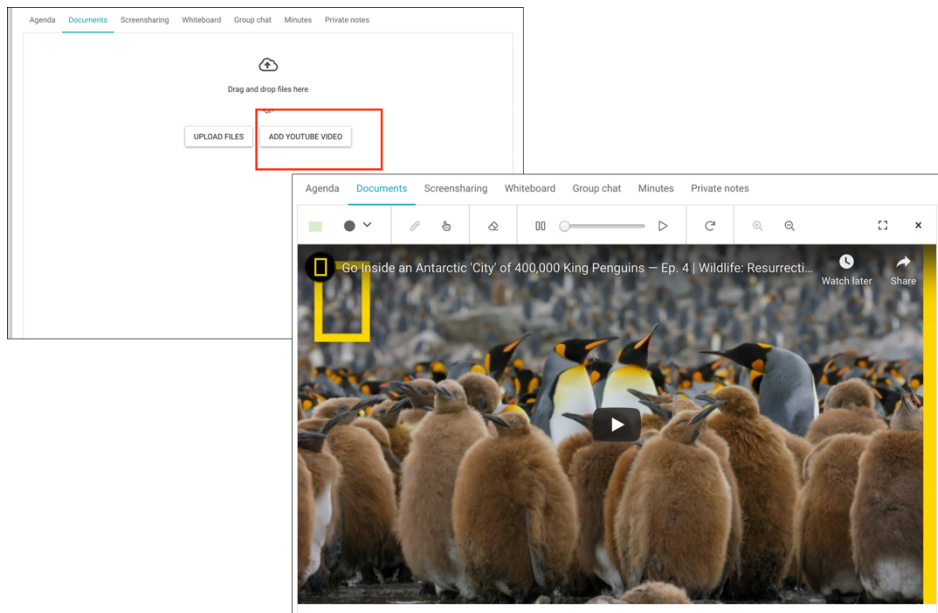 Agenda Documents Screensharing Whiteboard Group chat Minutes Private notes
Drag and drop files here
-or-
UPLOAD FILES ADD YOUTUBE VIDEO
Agenda Documents Screensharing Whiteboard Group chat Minutes Private notes
Go Inside an Antarctic 'City' of 400,000 King Penguins — Ep. 4 | Wildlife: Resurrecti...
Watch later Share